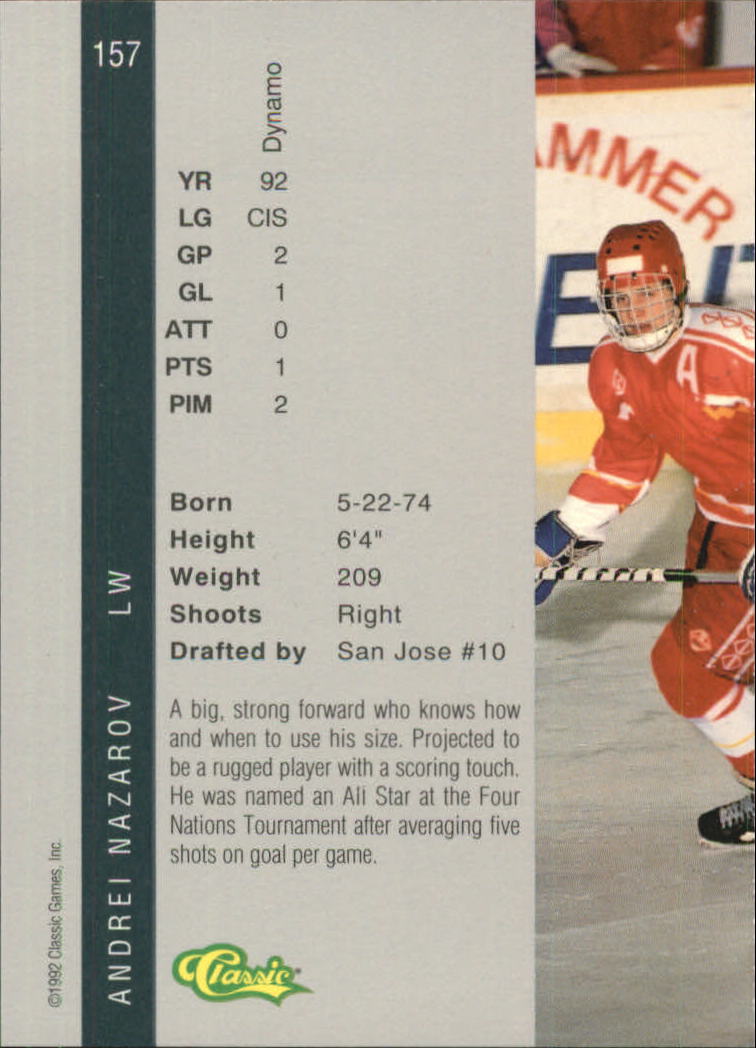 157
Dynamo
YR 92
LG CIS
GP 2
GL 1
ATT 0
PTS 1
PIM 2
Born 5-22-74
Height 6'4"
Weight 209
Shoots Right
Drafted by San Jose #10
A big, strong forward who knows how
and when to use his size. Projected to
be a rugged player with a scoring touch.
He was named an All Star at the Four
Nations Tournament after averaging five
shots on goal per game.
Classic
ANDREI NAZAROV LW
©1992 Classic Games, Inc.
AMMER
E
A